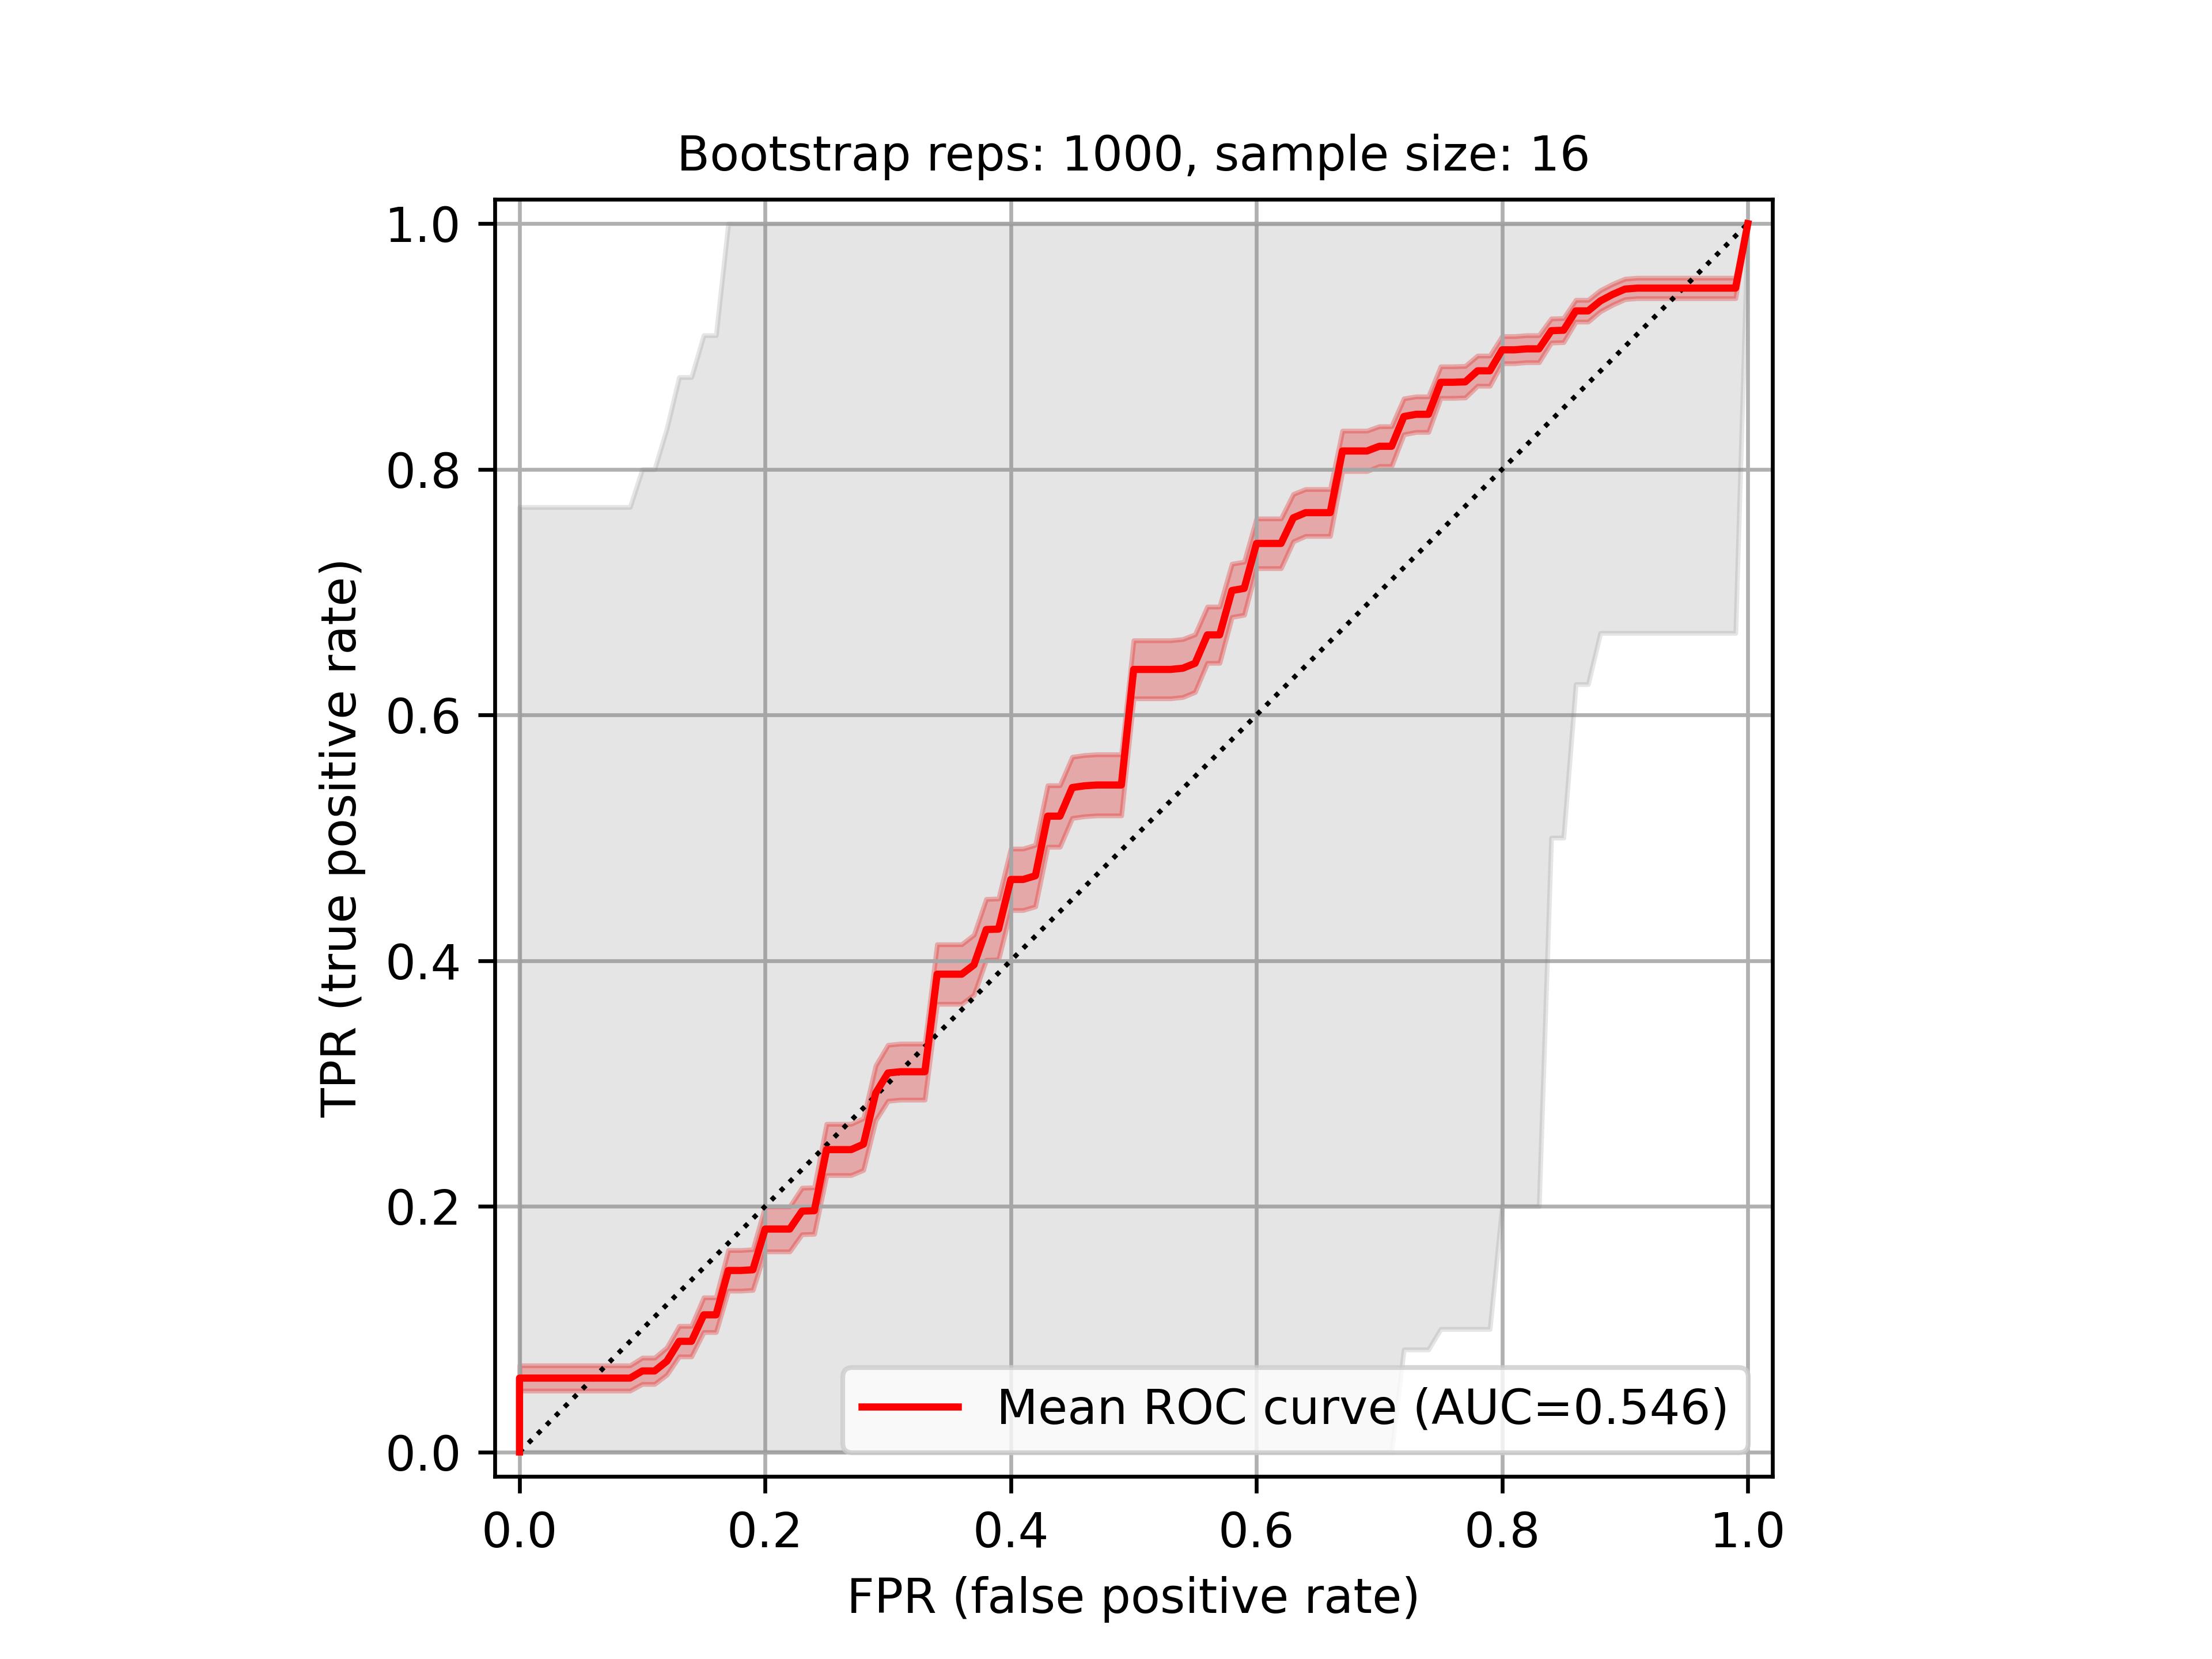 Bootstrap reps: 1000, sample size: 16
TPR (true positive rate)
1.0
0.8
0.6
0.4
0.2
0.0
Mean ROC curve (AUC=0.546)
0.0 0.2 0.4 0.6 0.8 1.0
FPR (false positive rate)